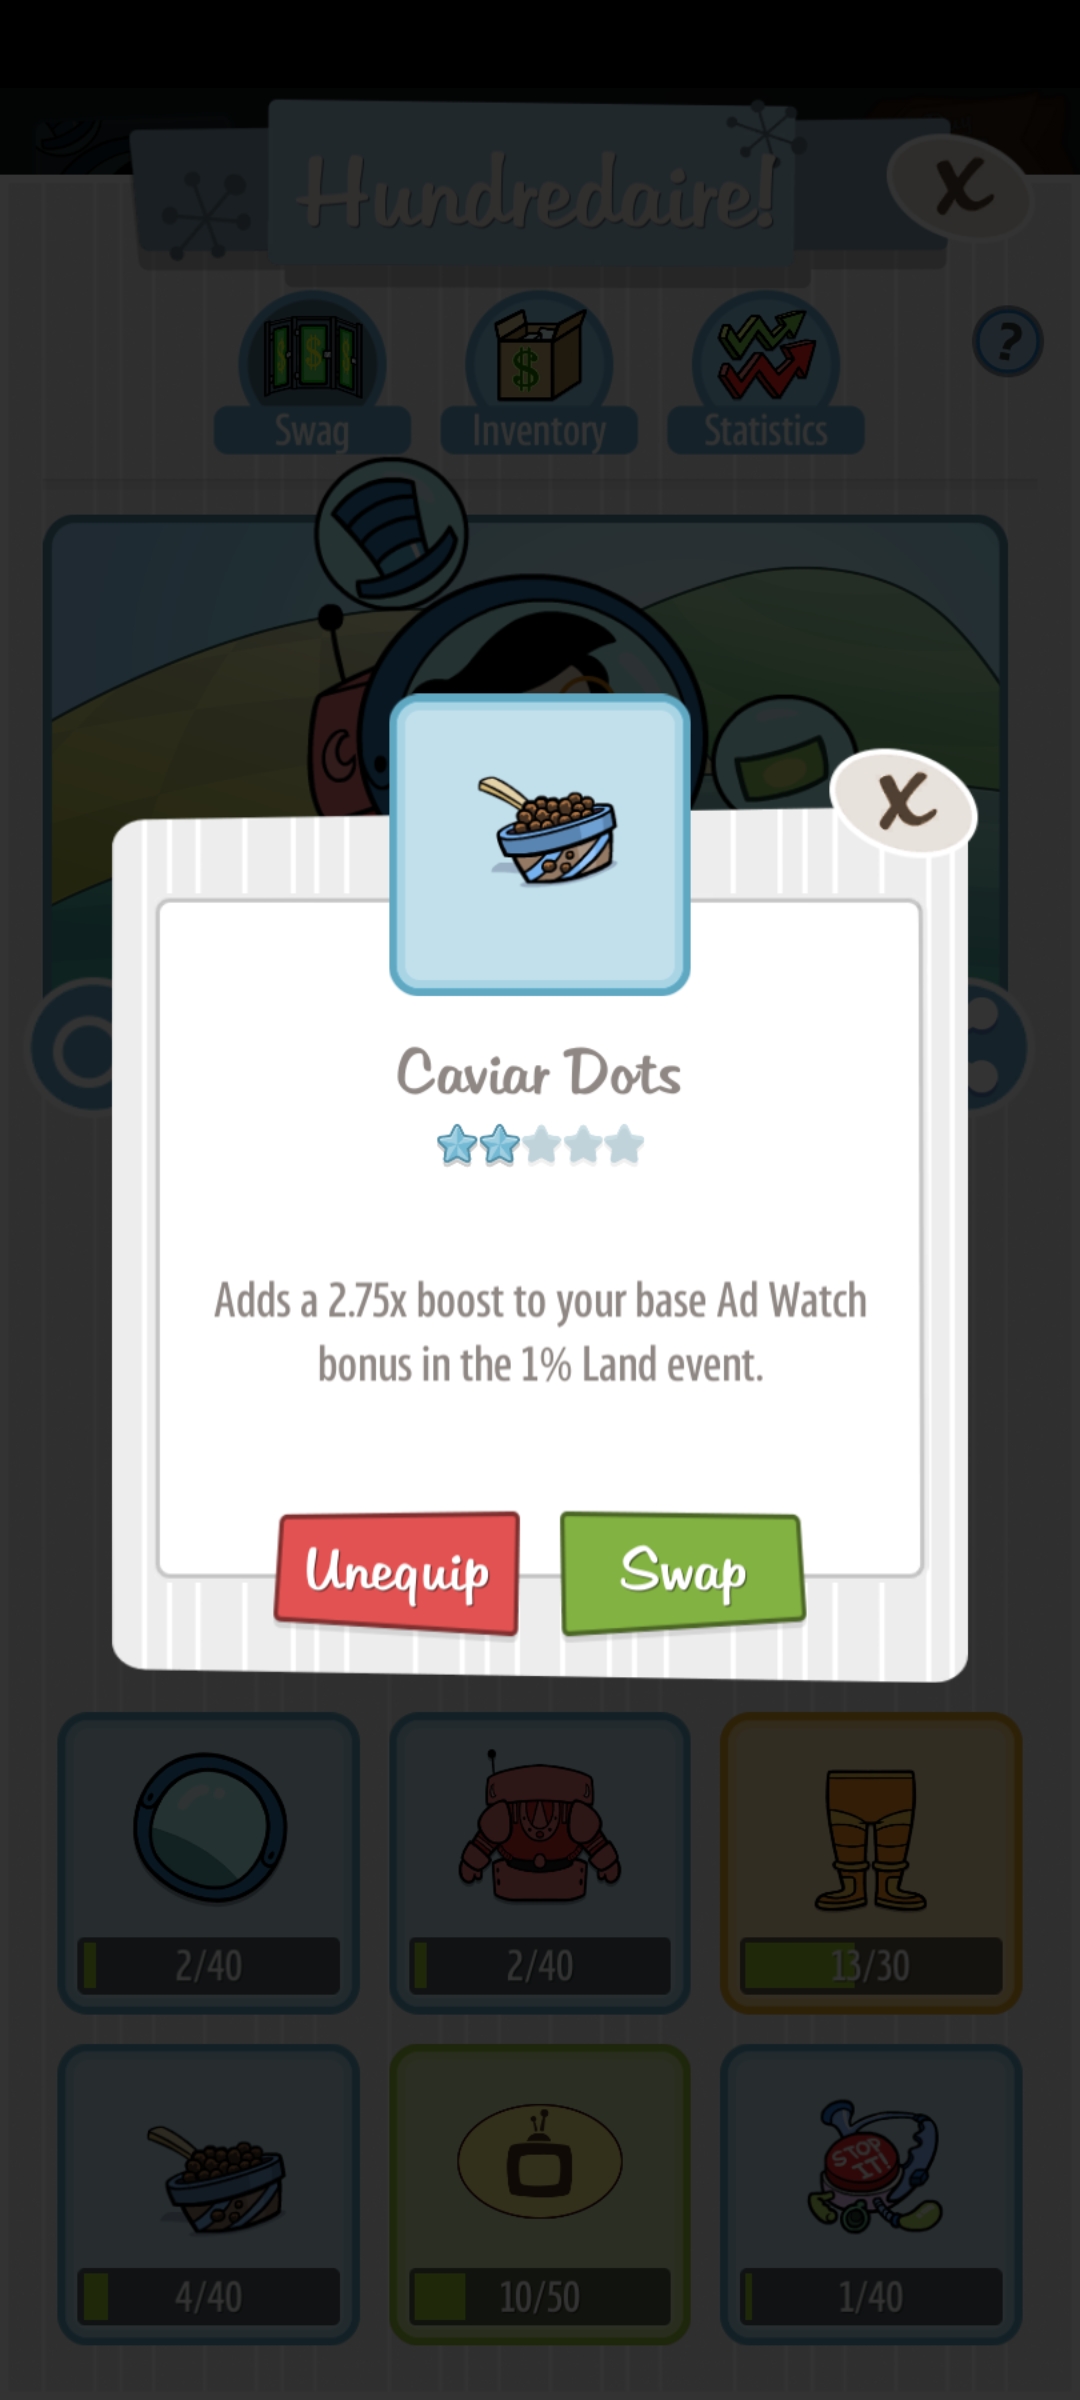 Hundredaire!
X
?
$ $ $
$
Swag
Inventory
Statistics
X
Caviar Dots
Adds a 2.75x boost to your base Ad Watch
bonus in the 1% Land event.
Unequip
Swap
2/40
2/40
13/30
STOP
IT!
4/40
10/50
1/40